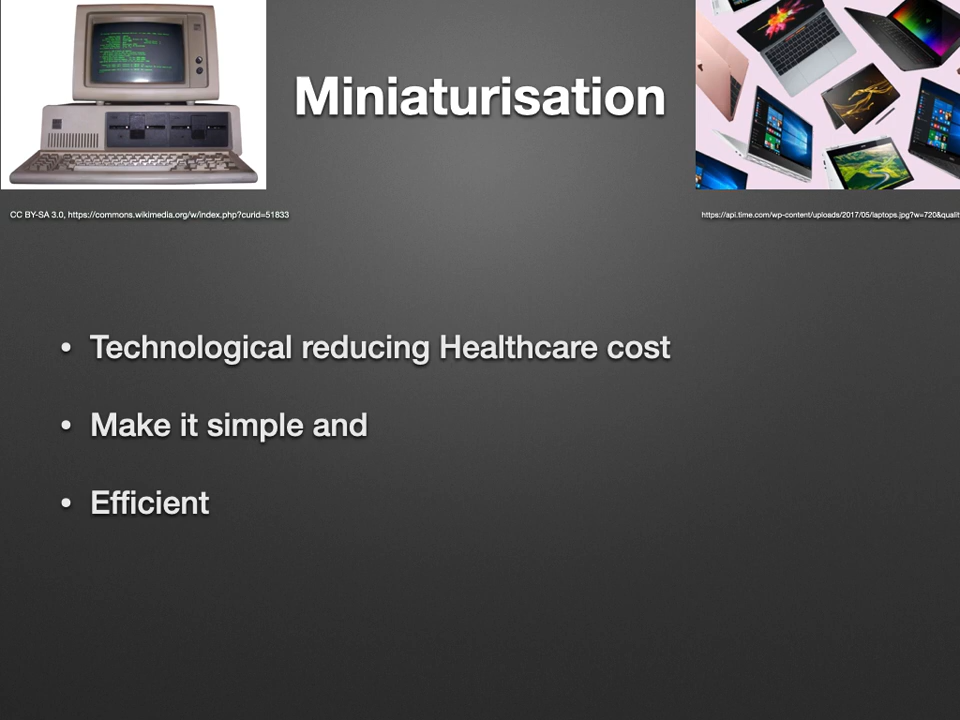 Miniaturisation
CC BY-SA 3.0, https://commons.wikimedia.org/w/index.php?curid=51833
https://api.time.com/wp-content/uploads/2017/05/laptops.jpg?w=720&qualit
• Technological reducing Healthcare cost
• Make it simple and
• Efficient